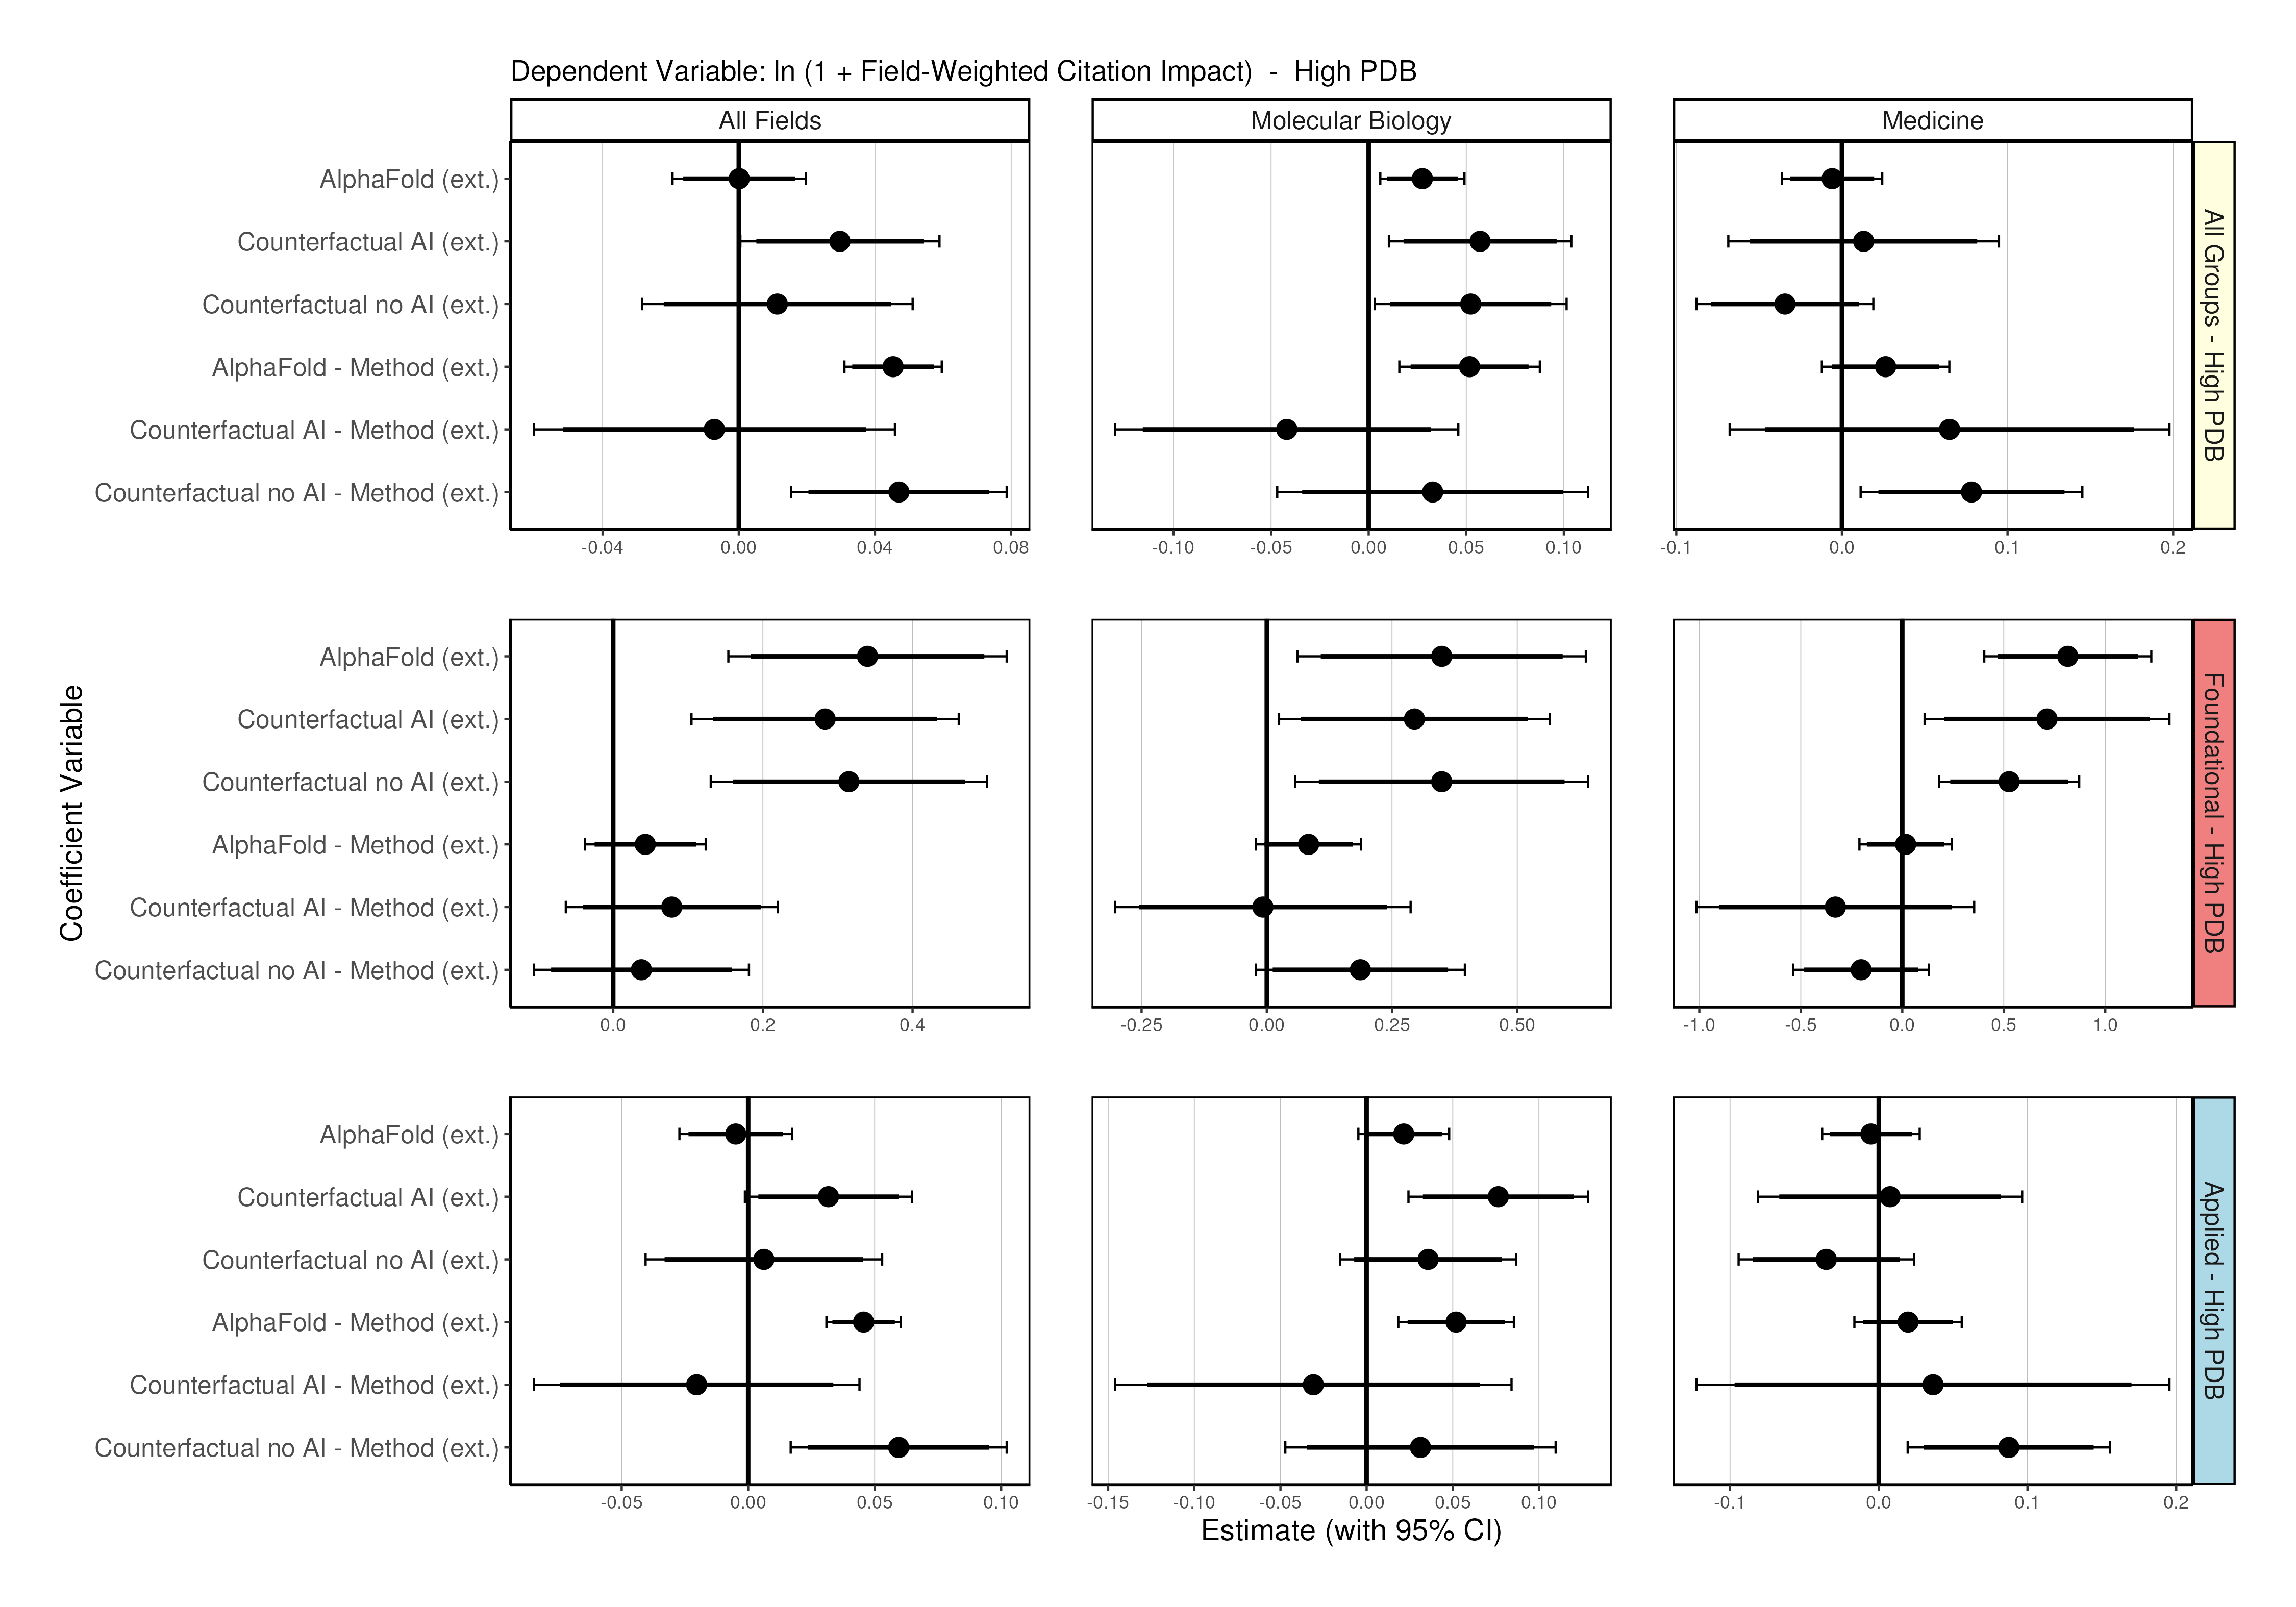 Dependent Variable: ln (1 + Field-Weighted Citation Impact)  -  High PDB
All Fields
Molecular Biology
Medicine
AlphaFold (ext.)
Counterfactual AI (ext.)
Counterfactual no AI (ext.)
AlphaFold - Method (ext.)
Counterfactual AI - Method (ext.)
Counterfactual no AI - Method (ext.)
-0.04 0.00 0.04 0.08
-0.10 -0.05 0.00 0.05 0.10
-0.1 0.0 0.1 0.2
All Groups - High PDB
Coefficient Variable
AlphaFold (ext.)
Counterfactual AI (ext.)
Counterfactual no AI (ext.)
AlphaFold - Method (ext.)
Counterfactual AI - Method (ext.)
Counterfactual no AI - Method (ext.)
0.0 0.2 0.4
-0.25 0.00 0.25 0.50
-1.0 -0.5 0.0 0.5 1.0
Foundational - High PDB
AlphaFold (ext.)
Counterfactual AI (ext.)
Counterfactual no AI (ext.)
AlphaFold - Method (ext.)
Counterfactual AI - Method (ext.)
Counterfactual no AI - Method (ext.)
-0.05 0.00 0.05 0.10
-0.15 -0.10 -0.05 0.00 0.05 0.10
-0.1 0.0 0.1 0.2
Applied - High PDB
Estimate (with 95% CI)